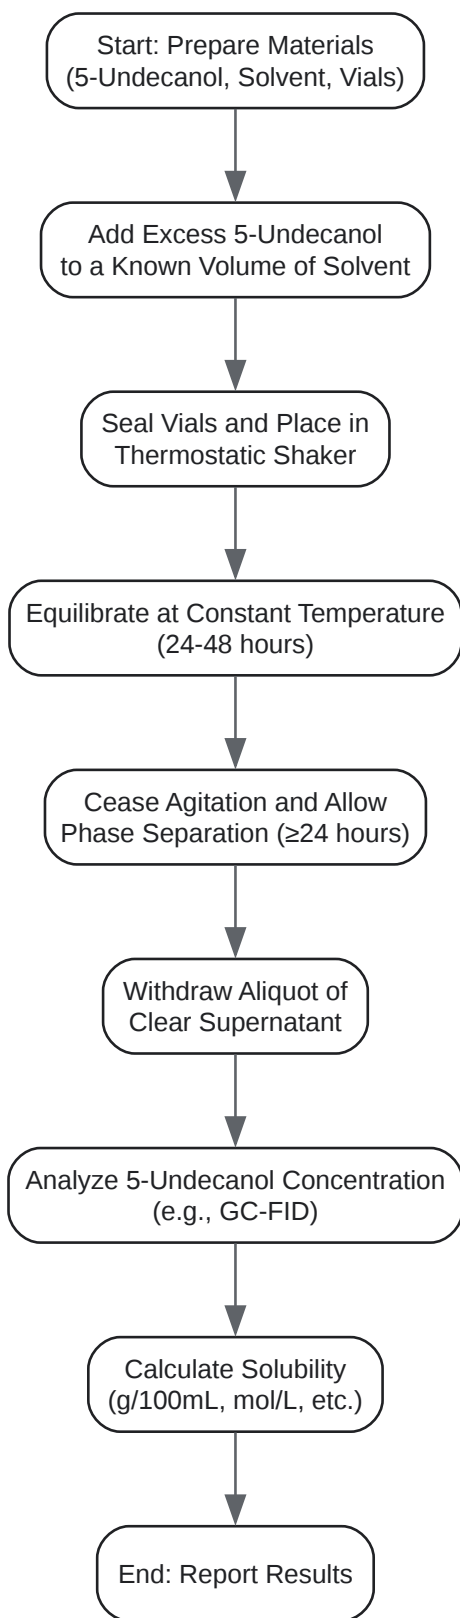 Start: Prepare Materials
(5-Undecanol, Solvent, Vials)
Add Excess 5-Undecanol
to a Known Volume of Solvent
Seal Vials and Place in
Thermostatic Shaker
Equilibrate at Constant Temperature
(24-48 hours)
Cease Agitation and Allow
Phase Separation (≥24 hours)
Withdraw Aliquot of
Clear Supernatant
Analyze 5-Undecanol Concentration
(e.g., GC-FID)
Calculate Solubility
(g/100mL, mol/L, etc.)
End: Report Results